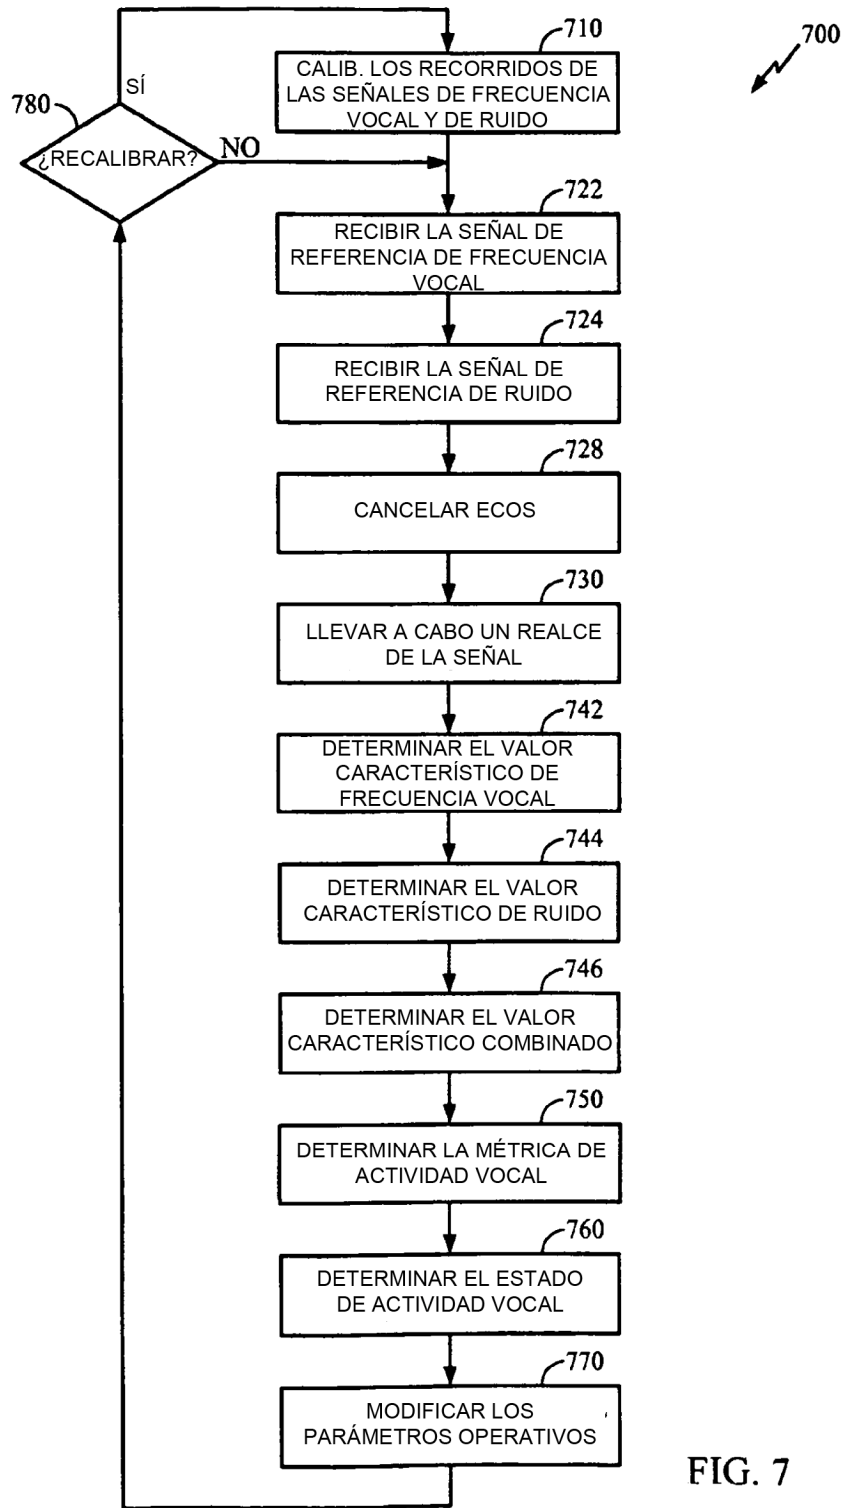 710
700
CALIB. LOS RECORRIDOS DE
LAS SEÑALES DE FRECUENCIA
VOCAL Y DE RUIDO
SÍ
780
¿RECALIBRAR?
NO
722
RECIBIR LA SEÑAL DE
REFERENCIA DE FRECUENCIA
VOCAL
724
RECIBIR LA SEÑAL DE
REFERENCIA DE RUIDO
728
CANCELAR ECOS
730
LLEVAR A CABO UN REALCE
DE LA SEÑAL
742
DETERMINAR EL VALOR
CARACTERÍSTICO DE
FRECUENCIA VOCAL
744
DETERMINAR EL VALOR
CARACTERÍSTICO DE RUIDO
746
DETERMINAR EL VALOR
CARACTERÍSTICO COMBINADO
750
DETERMINAR LA MÉTRICA DE
ACTIVIDAD VOCAL
760
DETERMINAR EL ESTADO
DE ACTIVIDAD VOCAL
770
MODIFICAR LOS
PARÁMETROS OPERATIVOS
FIG. 7